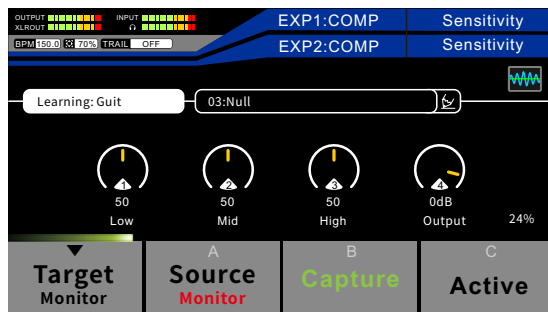 OUTPUT INPUT
XLROUT
EXP1:COMP Sensitivity
BPM 150.0 70% TRAIL OFF
EXP2:COMP Sensitivity
Learning: Guit 03:Null
1 2 3 4
50 50 50 0dB
Low Mid High Output 24%
A B C
Target Source Capture Active
Monitor Monitor